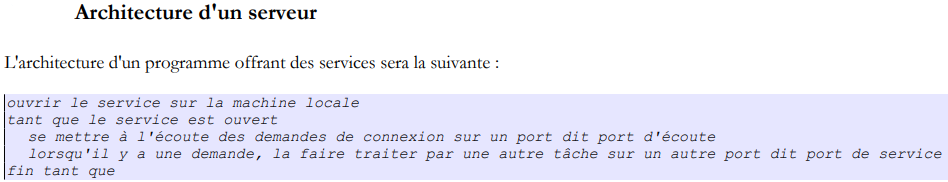 Architecture d'un serveur
L'architecture d'un programme offrant des services sera la suivante :
ouvrir le service sur la machine locale
tant que le service est ouvert
se mettre à l'écoute des demandes de connexion sur un port dit port d'écoute
lorsqu'il y a une demande, la faire traiter par une autre tâche sur un autre port dit port de service
fin tant que